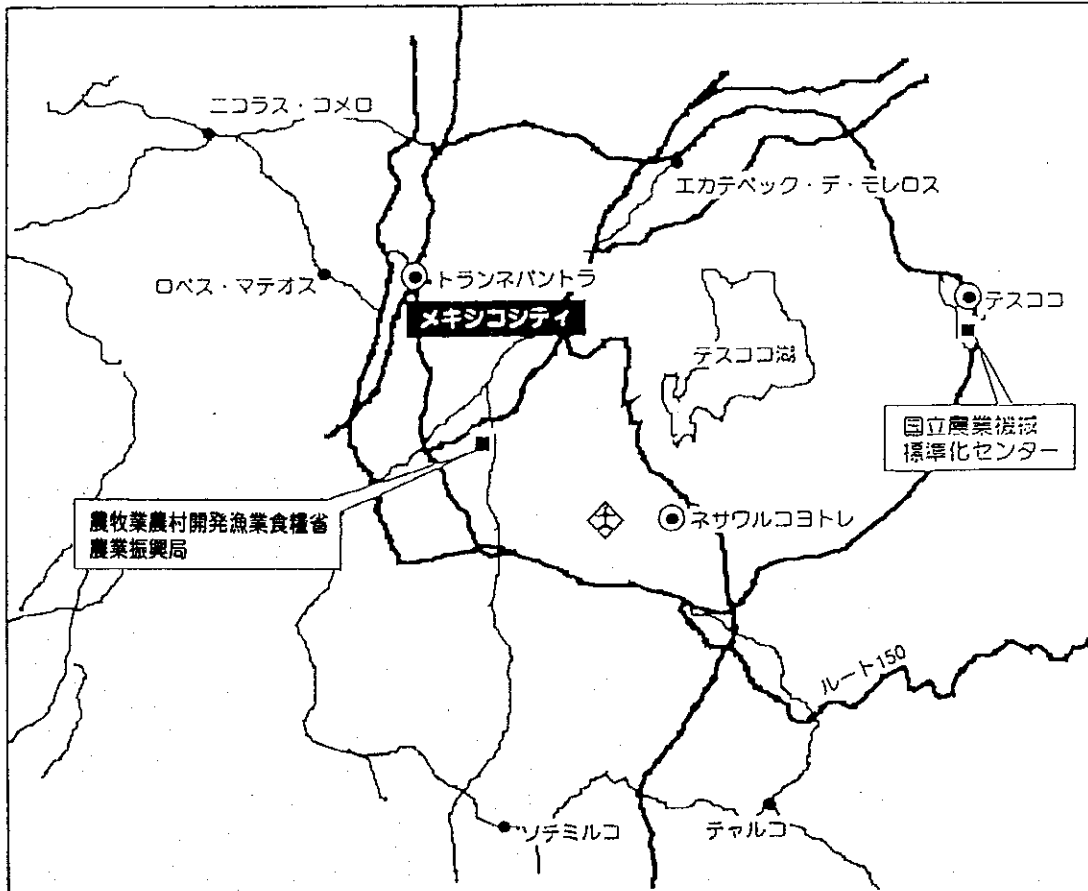 ニコラス・コメロ
エカテペック・デ・モレロス
ロペス・マテオス
トランネパントラ
テスココ
メキシコシティ
テスココ湖
国立農業機械
標準化センター
農牧業農村開発漁業食糧省
農業振興局
ネサワルコヨトレ
ルート150
ソチミルコ
チャルコ